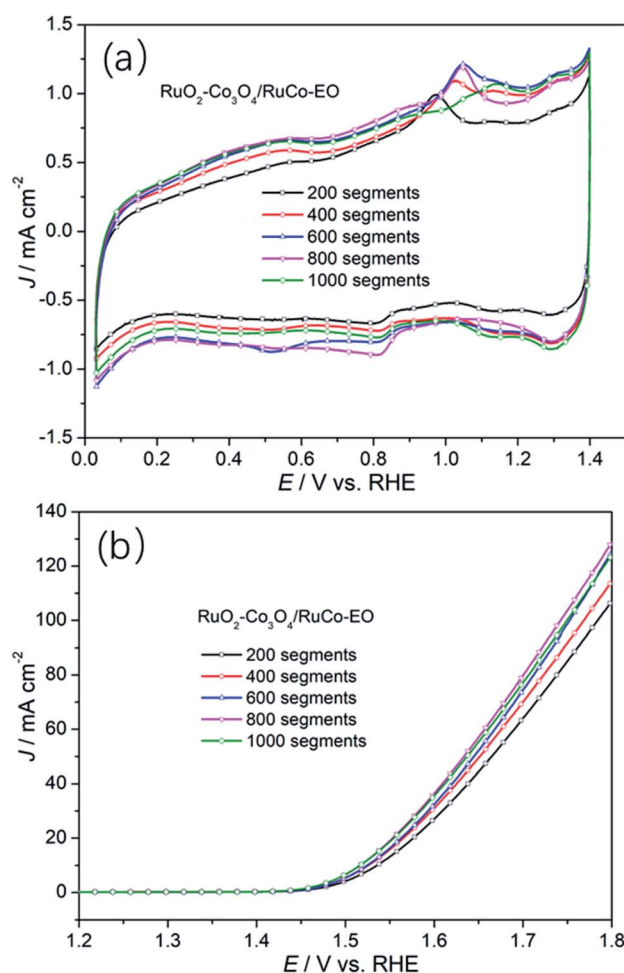 (a)
RuO₂-Co₃O₄/RuCo-EO
200 segments
400 segments
600 segments
800 segments
1000 segments
J / mA cm⁻²
1.5
1.0
0.5
0.0
-0.5
-1.0
-1.5
0.0 0.2 0.4 0.6 0.8 1.0 1.2 1.4
E / V vs. RHE
(b)
RuO₂-Co₃O₄/RuCo-EO
200 segments
400 segments
600 segments
800 segments
1000 segments
J / mA cm⁻²
140
120
100
80
60
40
20
0
1.2 1.3 1.4 1.5 1.6 1.7 1.8
E / V vs. RHE